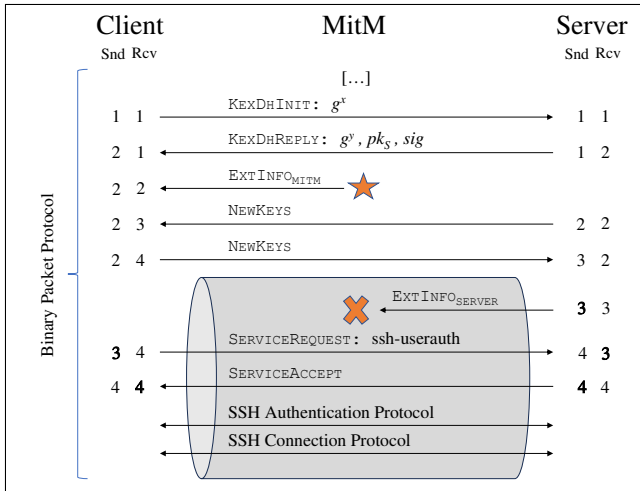 Client MitM Server
Snd Rcv Snd Rcv
[...]
KEXDHINIT: g^x
1 1 1 1
KEXDHREPLY: g^y, pk_S, sig
2 1 1 2
EXTINFO_MITM
2 2
NEWKEYS
2 3 2 2
NEWKEYS
2 4 3 2
EXTINFO_SERVER
3 3
SERVICEREQUEST: ssh-userauth
3 4 4 3
SERVICEACCEPT
4 4 4 4
SSH Authentication Protocol
SSH Connection Protocol
Binary Packet Protocol